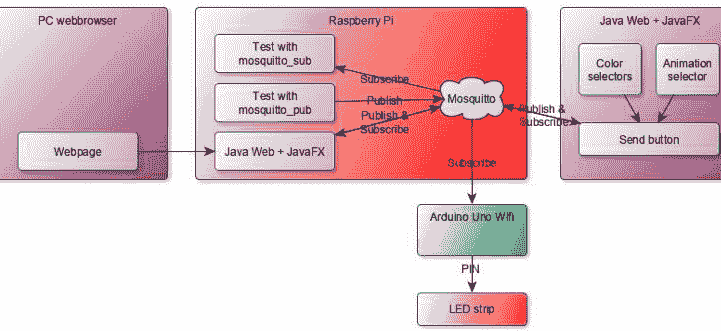 PC webbrowser
Webpage
Raspberry Pi
Test with
mosquitto_sub
Test with
mosquitto_pub
Java Web + JavaFX
Subscribe
Publish
Publish &
Subscribe
Mosquitto
Subscribe
Publish &
Subscribe
Java Web + JavaFX
Color
selectors
Animation
selector
Send button
Arduino Uno Wifi
PIN
LED strip